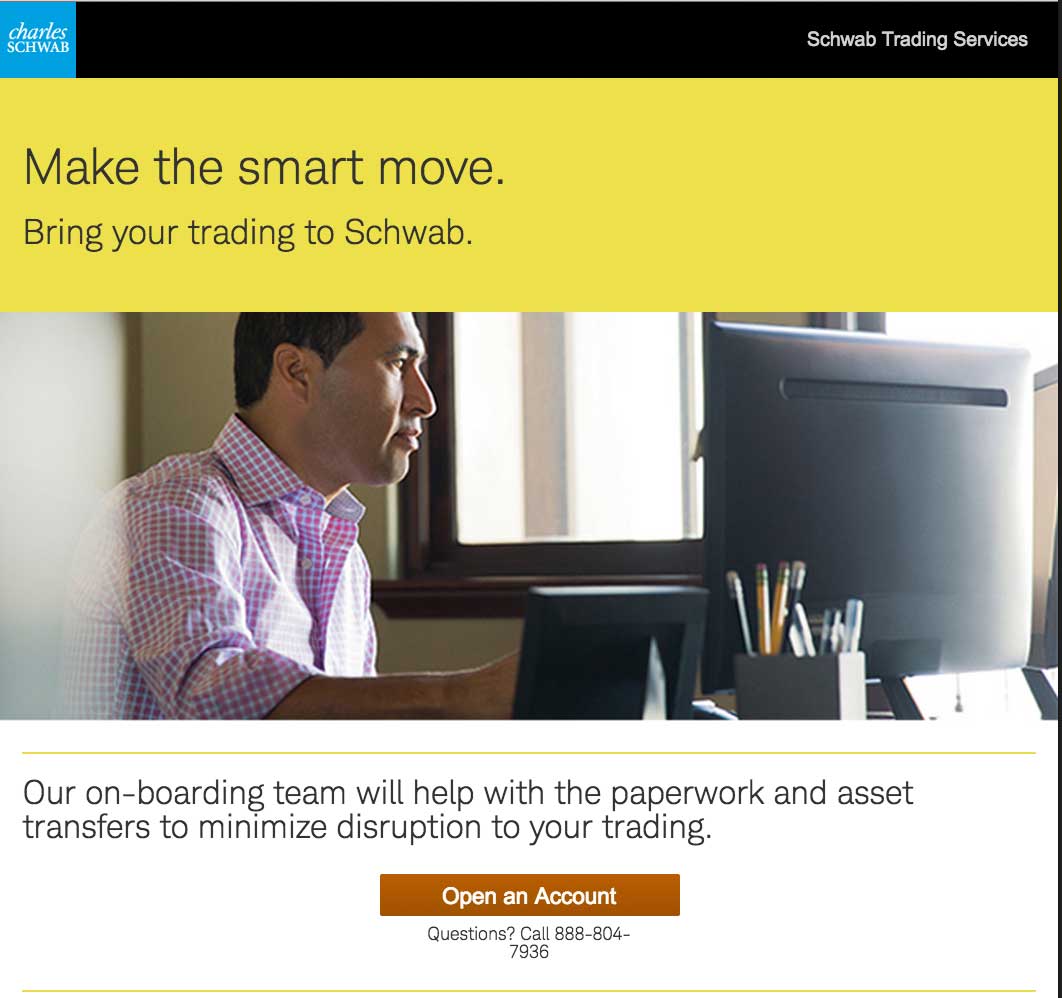 charles
SCHWAB
Schwab Trading Services
Make the smart move.
Bring your trading to Schwab.
Our on-boarding team will help with the paperwork and asset
transfers to minimize disruption to your trading.
Open an Account
Questions? Call 888-804-
7936